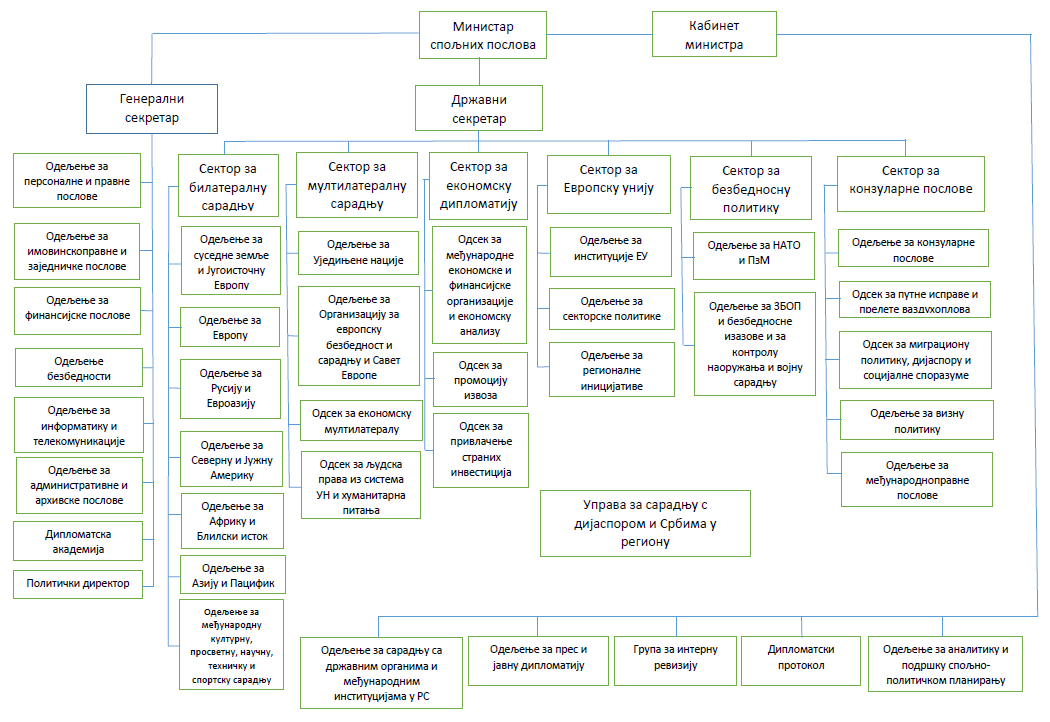 Министар
спољних послова
Кабинет
министра
Генерални
секретар
Државни
секретар
Одељење за
персоналне и правне
послове
Одељење за
имовинскоправне и
заједничке послове
Одељење за
финансијске послове
Одељење
безбедности
Одељење за
информатику и
телекомуникације
Одељење за
административне и
архивске послове
Дипломатска
академија
Политички директор
Сектор за
билатералну
сарадњу
Одељење за
суседне земље
и Југоисточну
Европу
Одељење за
Европу
Одељење за
Русију и
Евроазију
Одељење за
Северну и Јужну
Америку
Одељење за
Африку и
Блилски исток
Одељење за
Азију и Пацифик
Одељење за
међународну
културну,
просветну, научну,
техничку и
спортску сарадњу
Сектор за
мултилатералну
сарадњу
Одељење за
Уједињене нације
Одељење за
Организацију за
европску
безбедност и
сарадњу и Савет
Европе
Одсек за економску
мултилатералу
Одсек за људска
права из система
УН и хуманитарна
питања
Сектор за
економску
дипломатију
Одсек за
међународне
економске и
финансијске
организације
и економску
анализу
Одсек за
промоцију
извоза
Одсек за
привлачење
страних
инвестиција
Сектор за
Европску унију
Одељење за
институције ЕУ
Одељење за
секторске политике
Одељење за
регионалне
иницијативе
Сектор за
безбедносну
политику
Одељење за НАТО
и ПзМ
Одељење за ЗБОП
и безбедносне
изазове и за
контролу
наоружања и војну
сарадњу
Сектор за
конзуларне послове
Одељење за конзуларне
послове
Одсек за путне исправе и
прелете ваздухоплова
Одсек за миграциону
политику, дијаспору и
социјалне споразуме
Одељење за визну
политику
Одељење за
међународноправне
послове
Управа за сарадњу с
дијаспором и Србима у
региону
Одељење за сарадњу са
државним органима и
међународним
институцијама у РС
Одељење за прес и
јавну дипломатију
Група за интерну
ревизију
Дипломатски
протокол
Одељење за аналитику и
подршку спољно-
политичком планирању